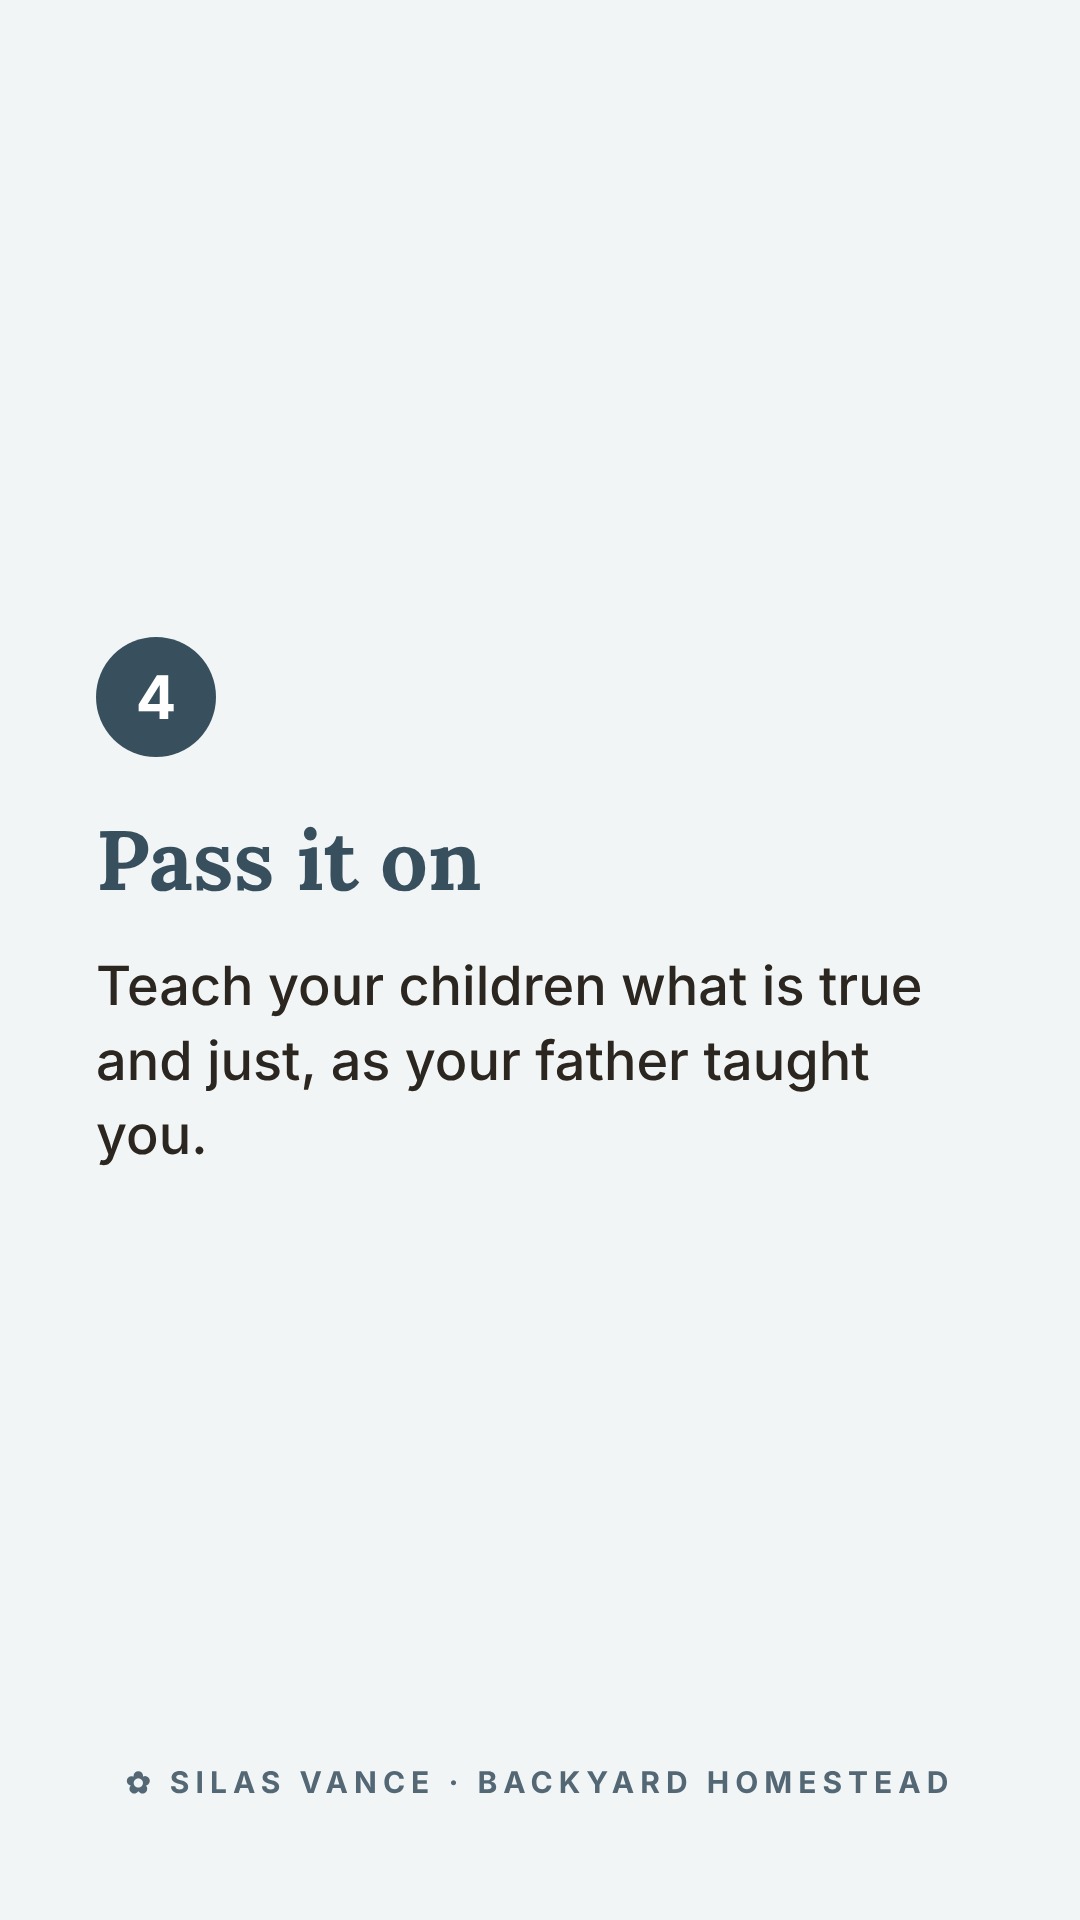 4
Pass it on
Teach your children what is true
and just, as your father taught
you.
✿ SILAS VANCE · BACKYARD HOMESTEAD